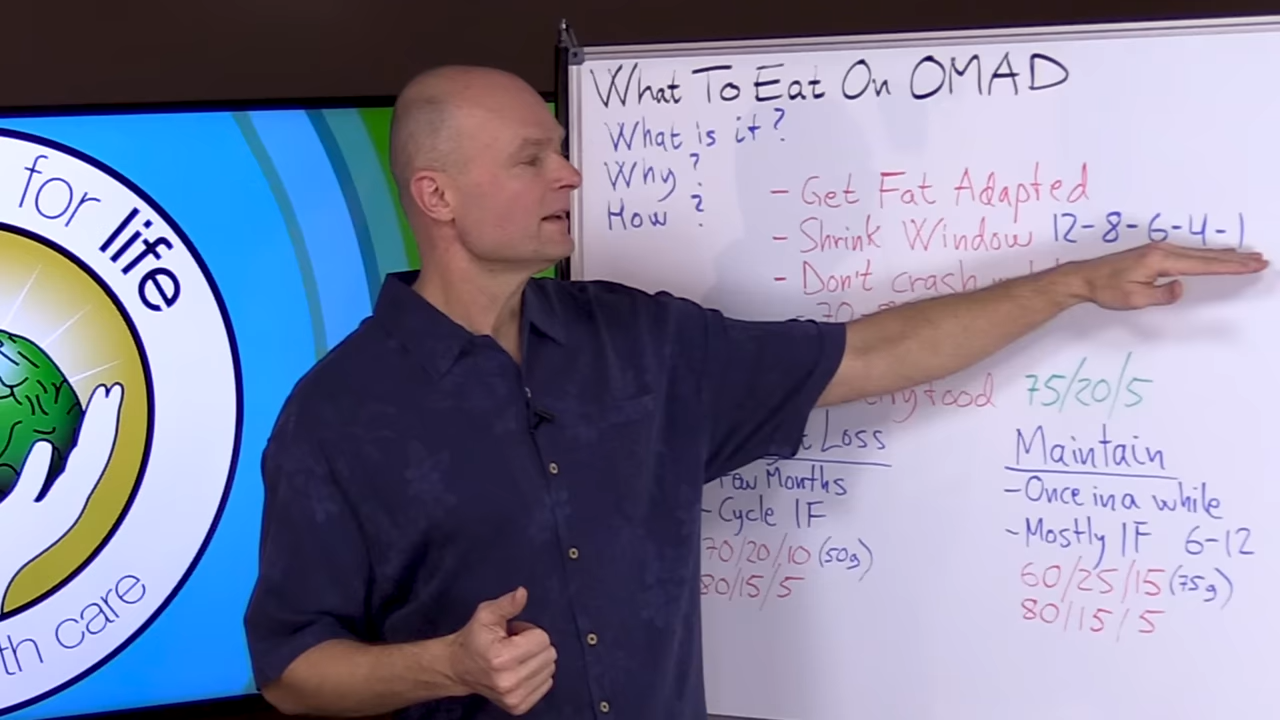 for life
th care
What To Eat On OMAD
What is it?
Why?
How?
- Get Fat Adapted
- Shrink Window 12-8-6-4-1
- Don't crash
food 75/20/5
Loss
Few Months
- Cycle IF
70/20/10 (50g)
80/15/5
Maintain
- Once in a while
- Mostly IF 6-12
60/25/15 (75g)
80/15/5